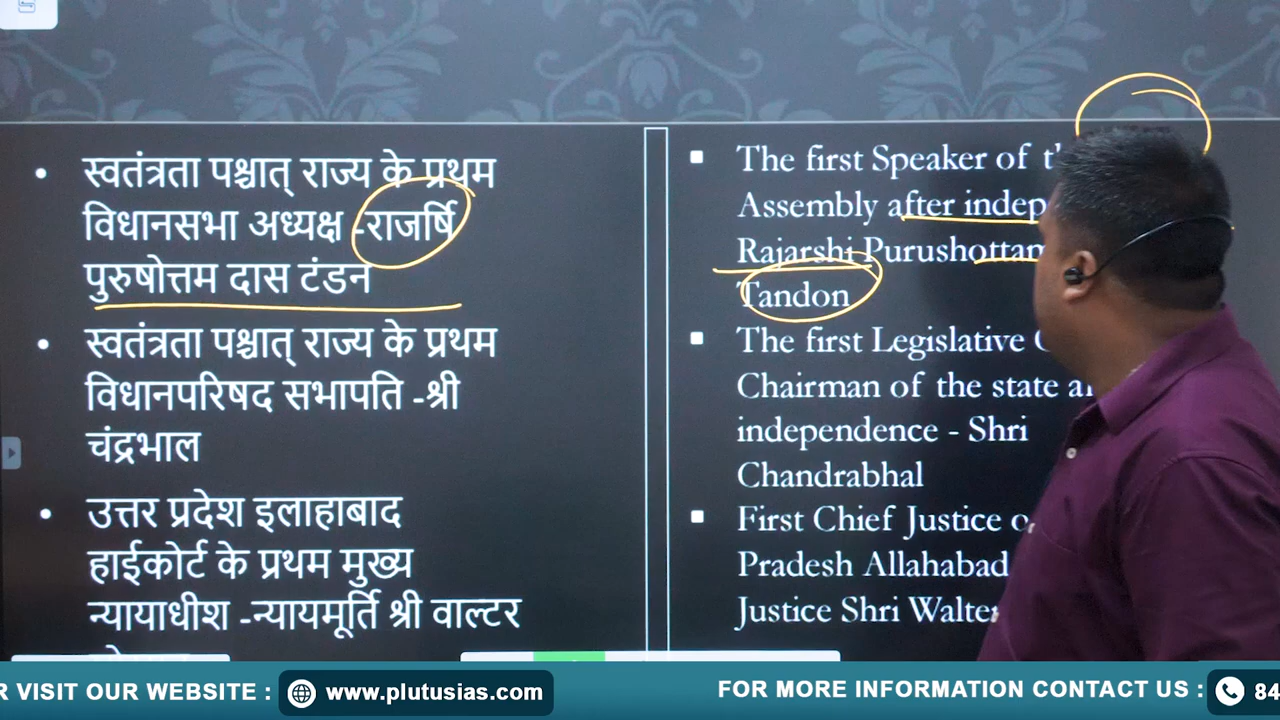 स्वतंत्रता पश्चात् राज्य के प्रथम
विधानसभा अध्यक्ष -राजर्षि
पुरुषोत्तम दास टंडन
स्वतंत्रता पश्चात् राज्य के प्रथम
विधानपरिषद सभापति -श्री
चंद्रभाल
उत्तर प्रदेश इलाहाबाद
हाईकोर्ट के प्रथम मुख्य
न्यायाधीश -न्यायमूर्ति श्री वाल्टर
The first Speaker of
Assembly after
Rajarshi Purushottam
Tandon
The first Legislative
Chairman of the state
independence - Shri
Chandrabhal
First Chief Justice
Pradesh Allahabad
Justice Shri Walter
VISIT OUR WEBSITE : www.plutusias.com
FOR MORE INFORMATION CONTACT US : 84